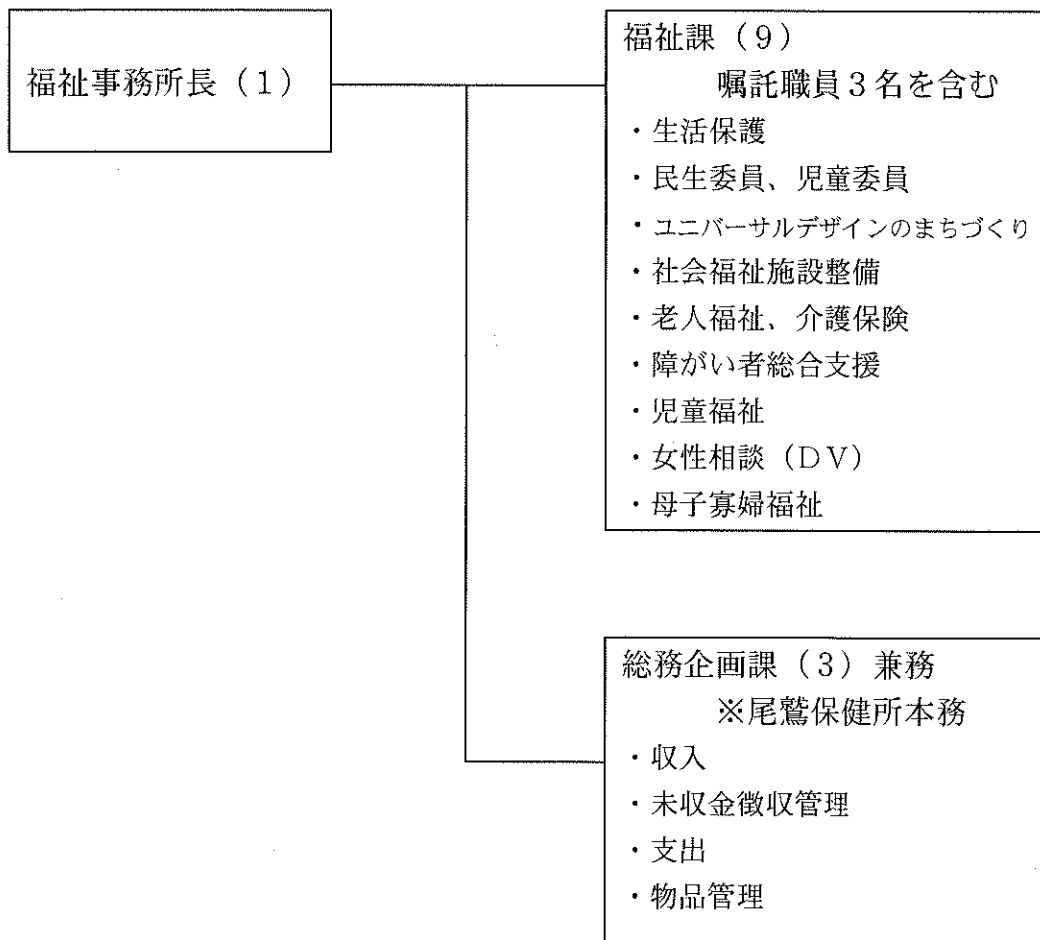 福祉事務所長（１）
福祉課（９）
嘱託職員３名を含む
・生活保護
・民生委員、児童委員
・ユニバーサルデザインのまちづくり
・社会福祉施設整備
・老人福祉、介護保険
・障がい者総合支援
・児童福祉
・女性相談（ＤＶ）
・母子寡婦福祉
総務企画課（３）兼務
※尾鷲保健所本務
・収入
・未収金徴収管理
・支出
・物品管理